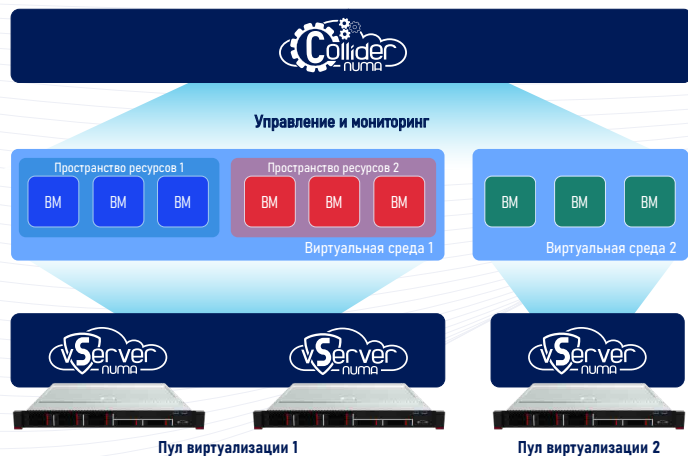 Collider
NUMA
Управление и мониторинг
Пространство ресурсов 1
Пространство ресурсов 2
ВМ ВМ ВМ ВМ ВМ ВМ ВМ ВМ ВМ
Виртуальная среда 1
Виртуальная среда 2
vServer
NUMA
vServer
NUMA
vServer
NUMA
Пул виртуализации 1
Пул виртуализации 2